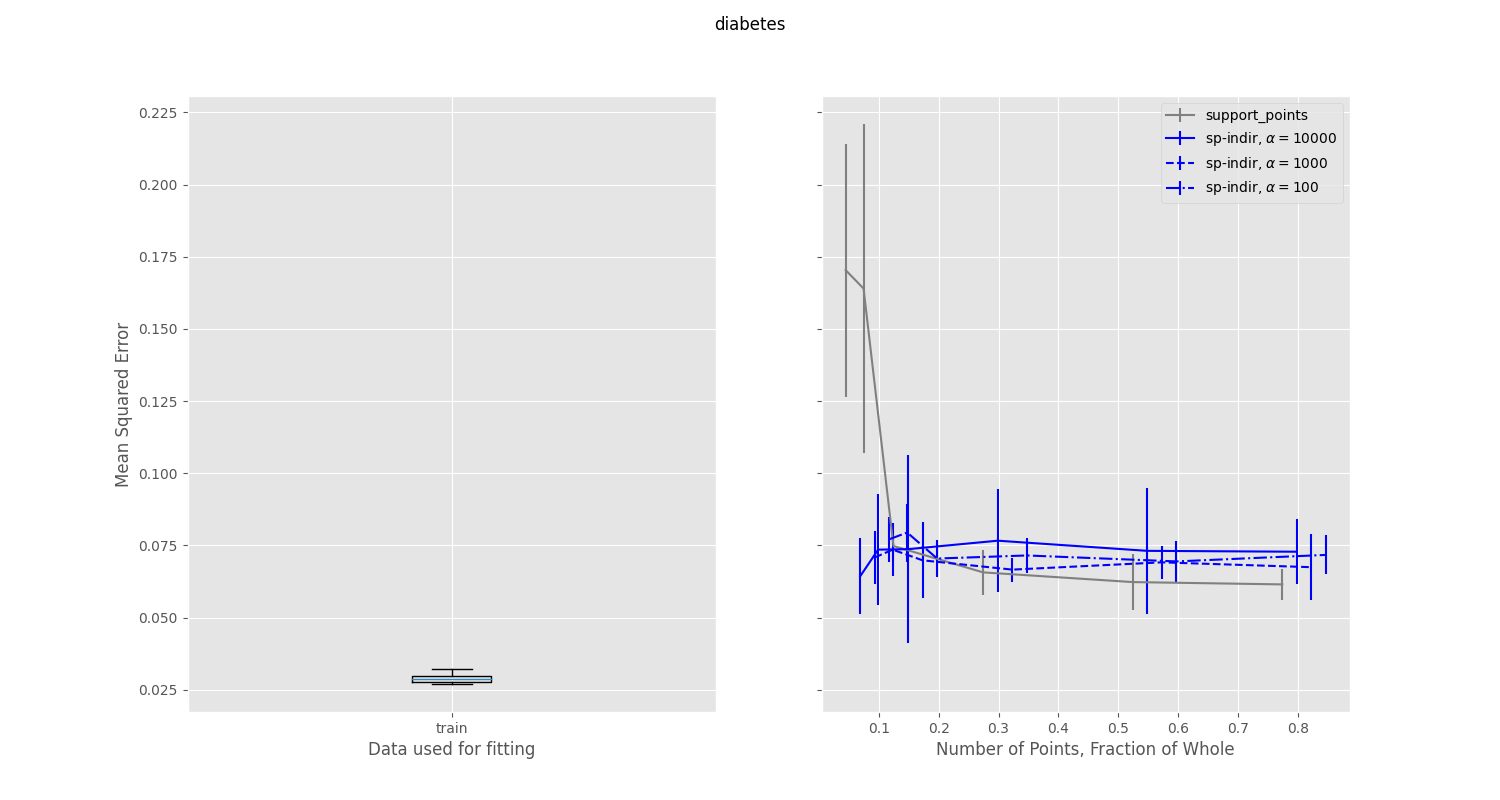 diabetes
0.225
0.200
0.175
0.150
0.125
0.100
0.075
0.050
0.025
Mean Squared Error
train
Data used for fitting
support_points
sp-indir, α = 10000
sp-indir, α = 1000
sp-indir, α = 100
0.1 0.2 0.3 0.4 0.5 0.6 0.7 0.8
Number of Points, Fraction of Whole